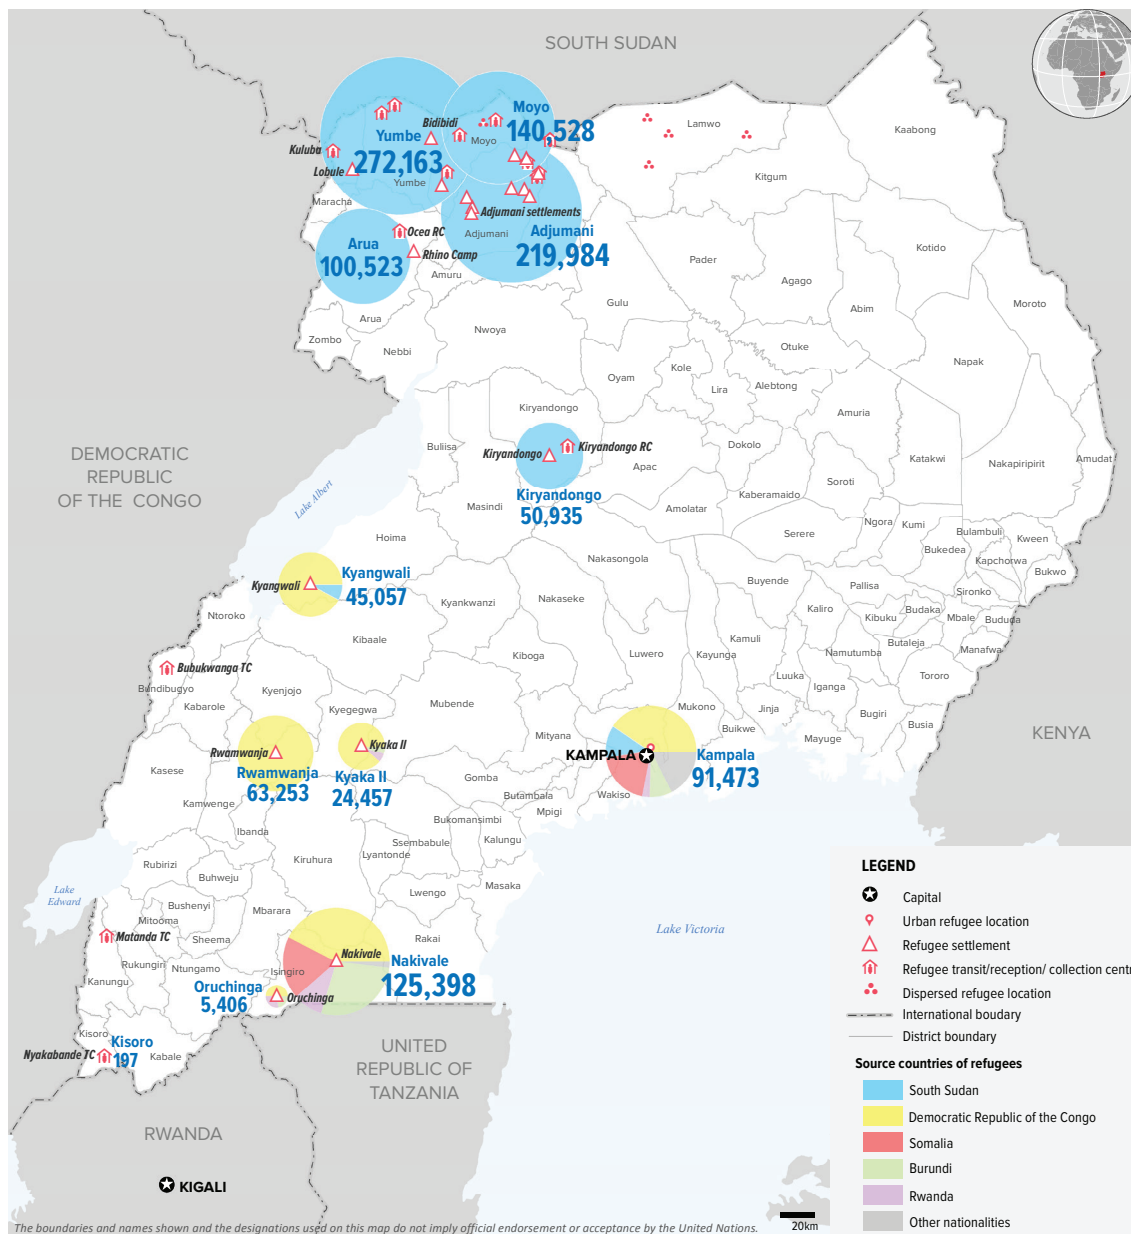 SOUTH SUDAN
Moyo
140,528
Bidibidi
Yumbe
272,163
Moyo
Kuluba
Lobule
Yumbe
Maracha
Lamwo
Kaabong
Kitgum
Adjumani settlements
Adjumani
Adjumani
219,984
Ocea RC
Arua
100,523
Rhino Camp
Amuru
Kotido
Pader
Agago
Gulu
Abim
Moroto
Arua
Nwoya
Zombo
Nebbi
Otuke
Napak
Kole
Oyam
Lira
Alebtong
Kiryandongo
Amuria
Buliisa
Kiryandongo
Kiryandongo RC
Dokolo
Katakwi
Nakapiripirit
Amudat
Apac
DEMOCRATIC
REPUBLIC
OF THE CONGO
Lake Albert
Soroti
Kiryandongo
50,935
Kaberamaido
Masindi
Amolatar
Ngora
Kumi
Bulambuli
Kween
Serere
Hoima
Bukedea
Kapchorwa
Bukwo
Nakasongola
Kyangwali
Kyangwali
45,057
Buyende
Pallisa
Sironko
Kyankwanzi
Nakaseke
Kaliro
Budaka
Kibuku
Mbale
Bududa
Ntoroko
Kibaale
Kamuli
Butaleja
Manafwa
Kiboga
Luwero
Kayunga
Namutumba
Bubukwanga TC
Bundibugyo
Luuka
Iganga
Tororo
Kyenjojo
Kabarole
Kyegegwa
Mubende
Mukono
Jinja
Bugiri
Busia
Buikwe
Mayuge
KENYA
Mityana
Rwamwanja
Kyaka II
KAMPALA
Kampala
91,473
Kasese
Rwamwanja
63,253
Kyaka II
24,457
Gomba
Butambala
Wakiso
Kamwenge
Mpigi
Bukomansimbi
Ibanda
Ssembabule
Kalungu
Kiruhura
Lyantonde
Rubirizi
Buhweju
Lwengo
Masaka
Lake
Edward
Bushenyi
Mbarara
Mitooma
Matanda TC
Sheema
Rakai
Lake Victoria
Nakivale
Nakivale
125,398
Rukungiri
Ntungamo
Isingiro
Kanungu
Oruchinga
5,406
Oruchinga
Kisoro
Kisoro
197
Nyakabande TC
Kabale
UNITED
REPUBLIC OF
TANZANIA
RWANDA
KIGALI
LEGEND
Capital
Urban refugee location
Refugee settlement
Refugee transit/reception/ collection centr
Dispersed refugee location
International boudary
District boundary
Source countries of refugees
South Sudan
Democratic Republic of the Congo
Somalia
Burundi
Rwanda
Other nationalities
20km
The boundaries and names shown and the designations used on this map do not imply official endorsement or acceptance by the United Nations.